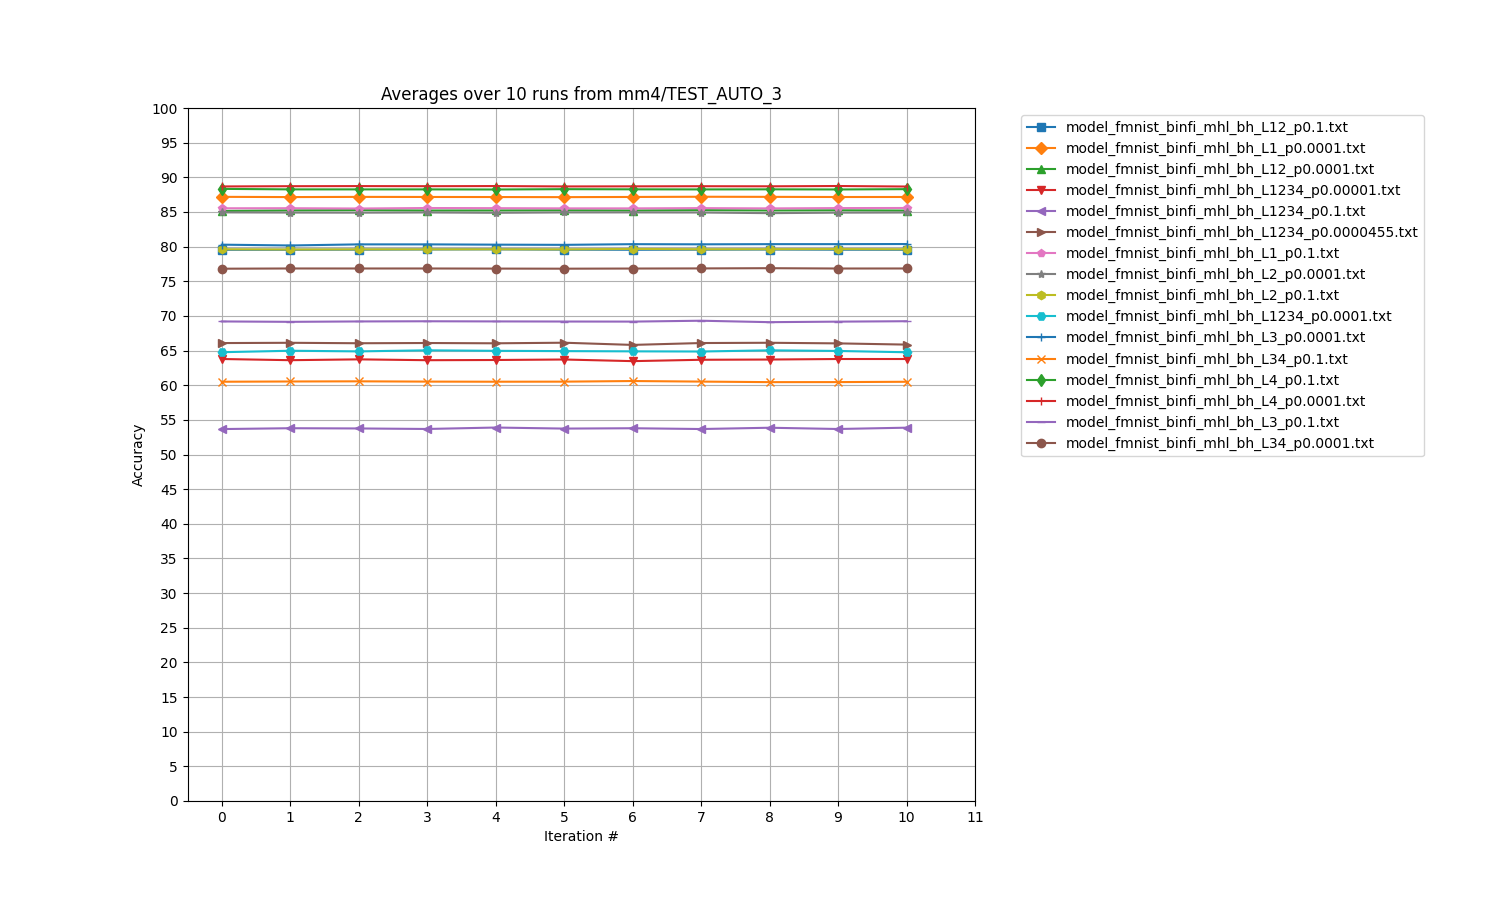 Averages over 10 runs from mm4/TEST_AUTO_3
100
95
90
85
80
75
70
65
60
55
50
45
40
35
30
25
20
15
10
5
0
Accuracy
0 1 2 3 4 5 6 7 8 9 10 11
Iteration #
model_fmnist_binfi_mhl_bh_L12_p0.1.txt
model_fmnist_binfi_mhl_bh_L1_p0.0001.txt
model_fmnist_binfi_mhl_bh_L12_p0.0001.txt
model_fmnist_binfi_mhl_bh_L1234_p0.00001.txt
model_fmnist_binfi_mhl_bh_L1234_p0.1.txt
model_fmnist_binfi_mhl_bh_L1234_p0.0000455.txt
model_fmnist_binfi_mhl_bh_L1_p0.1.txt
model_fmnist_binfi_mhl_bh_L2_p0.0001.txt
model_fmnist_binfi_mhl_bh_L2_p0.1.txt
model_fmnist_binfi_mhl_bh_L1234_p0.0001.txt
model_fmnist_binfi_mhl_bh_L3_p0.0001.txt
model_fmnist_binfi_mhl_bh_L34_p0.1.txt
model_fmnist_binfi_mhl_bh_L4_p0.1.txt
model_fmnist_binfi_mhl_bh_L4_p0.0001.txt
model_fmnist_binfi_mhl_bh_L3_p0.1.txt
model_fmnist_binfi_mhl_bh_L34_p0.0001.txt